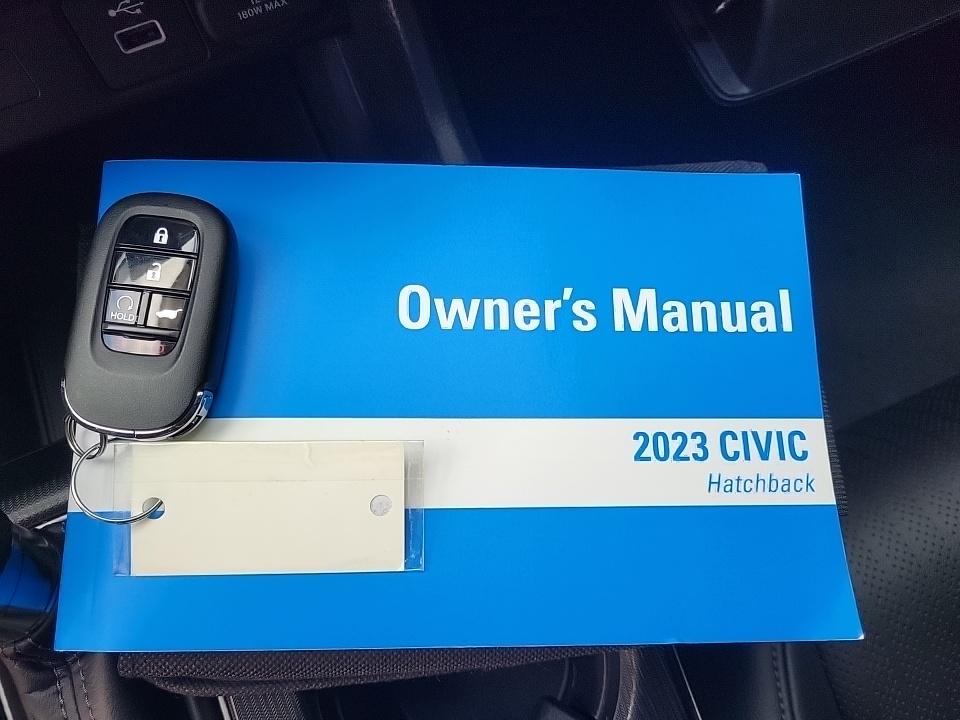 180W MAX
HOLD
Owner's Manual
2023 CIVIC
Hatchback